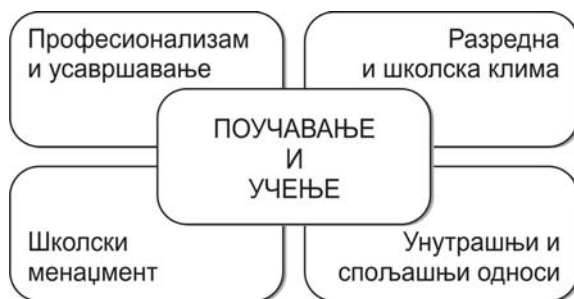 Професионализам
и усавршавање
Разредна
и школска клима
ПОУЧАВАЊЕ
И
УЧЕЊЕ
Школски
менаџмент
Унутрашњи и
спољашњи односи